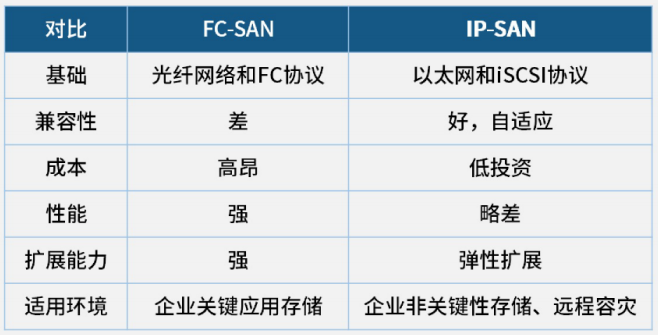 对比 FC-SAN IP-SAN
基础 光纤网络和FC协议 以太网和iSCSI协议
兼容性 差 好，自适应
成本 高昂 低投资
性能 强 略差
扩展能力 强 弹性扩展
适用环境 企业关键应用存储 企业非关键性存储、远程容灾